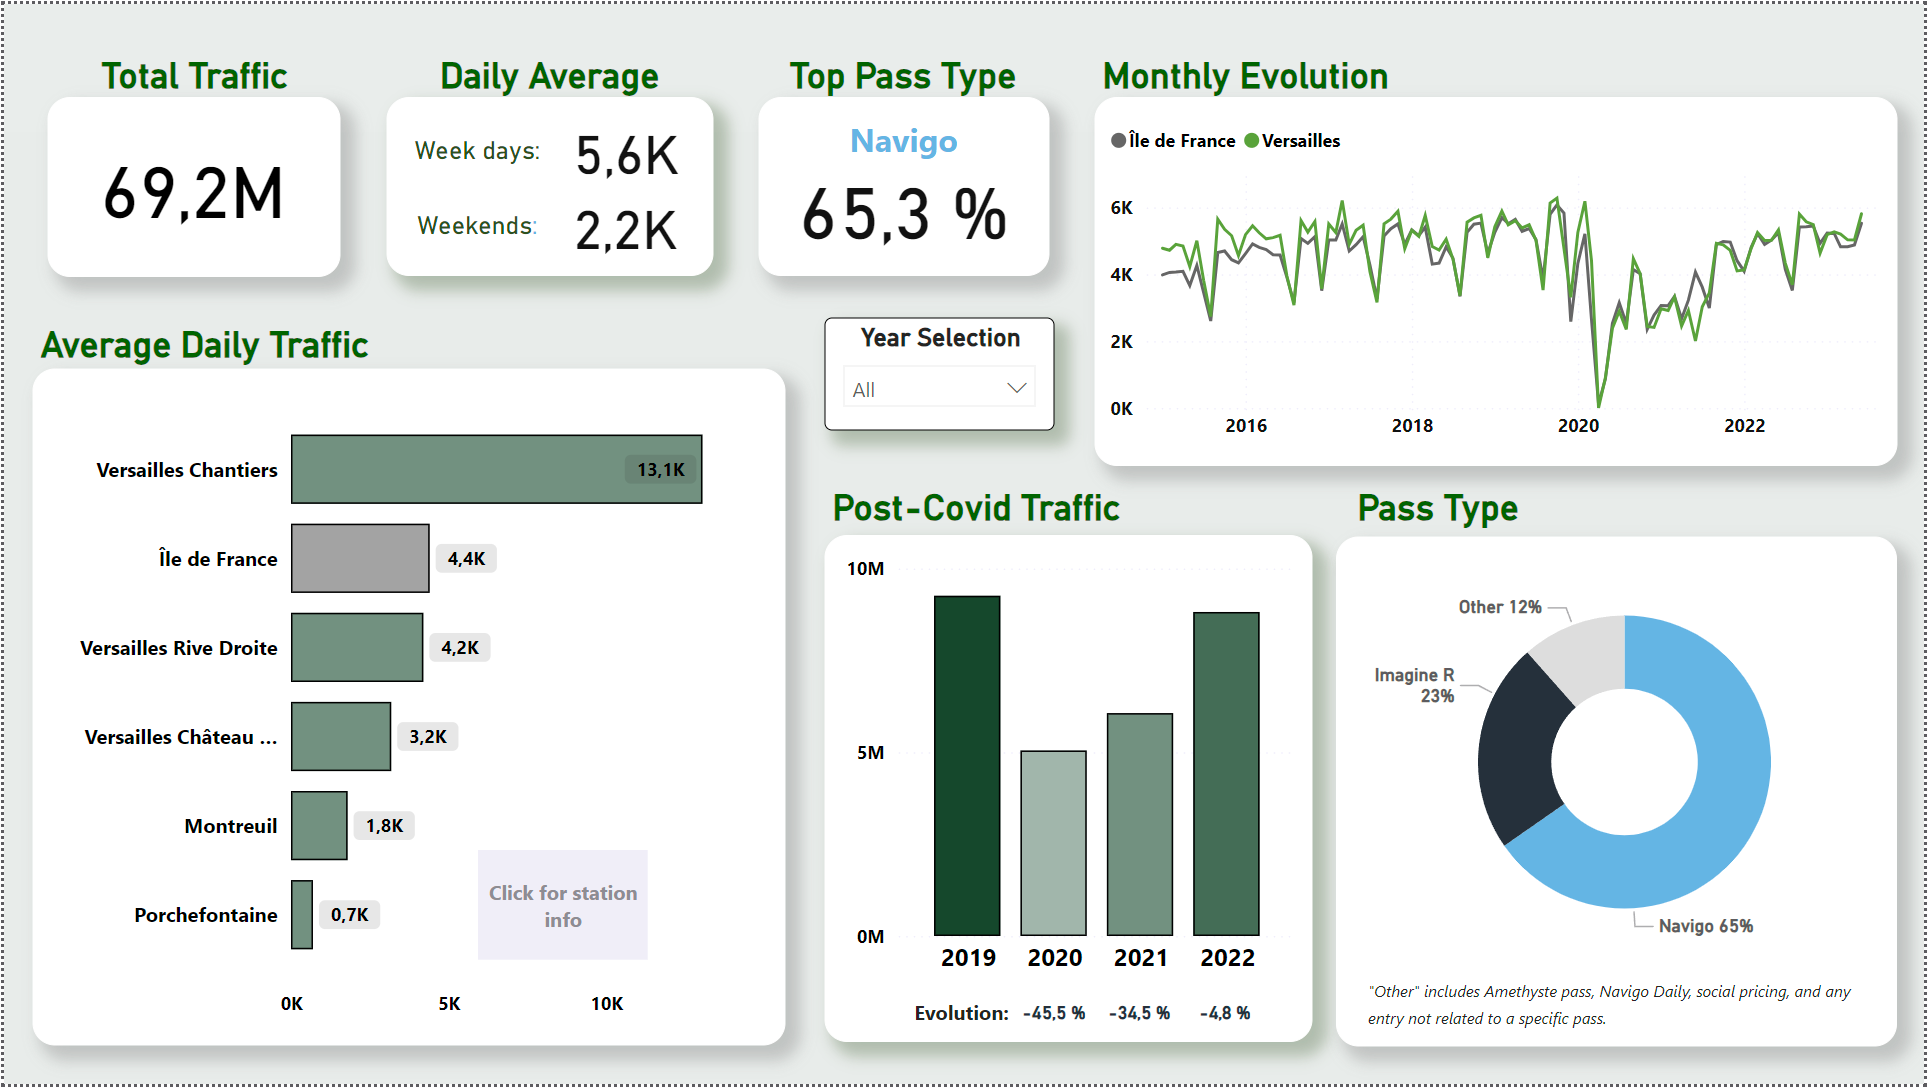 Total Traffic
69,2M
Daily Average
Week days: 5,6K
Weekends: 2,2K
Top Pass Type
Navigo
65,3 %
Monthly Evolution
Île de France Versailles
6K
4K
2K
0K
2016 2018 2020 2022
Year Selection
All
Average Daily Traffic
Versailles Chantiers 13,1K
Île de France 4,4K
Versailles Rive Droite 4,2K
Versailles Château ... 3,2K
Montreuil 1,8K
Porchefontaine 0,7K
Click for station
info
0K 5K 10K
Post-Covid Traffic
10M
5M
0M
2019 2020 2021 2022
Evolution: -45,5 % -34,5 % -4,8 %
Pass Type
Other 12%
Imagine R
23%
Navigo 65%
"Other" includes Amethyste pass, Navigo Daily, social pricing, and any
entry not related to a specific pass.